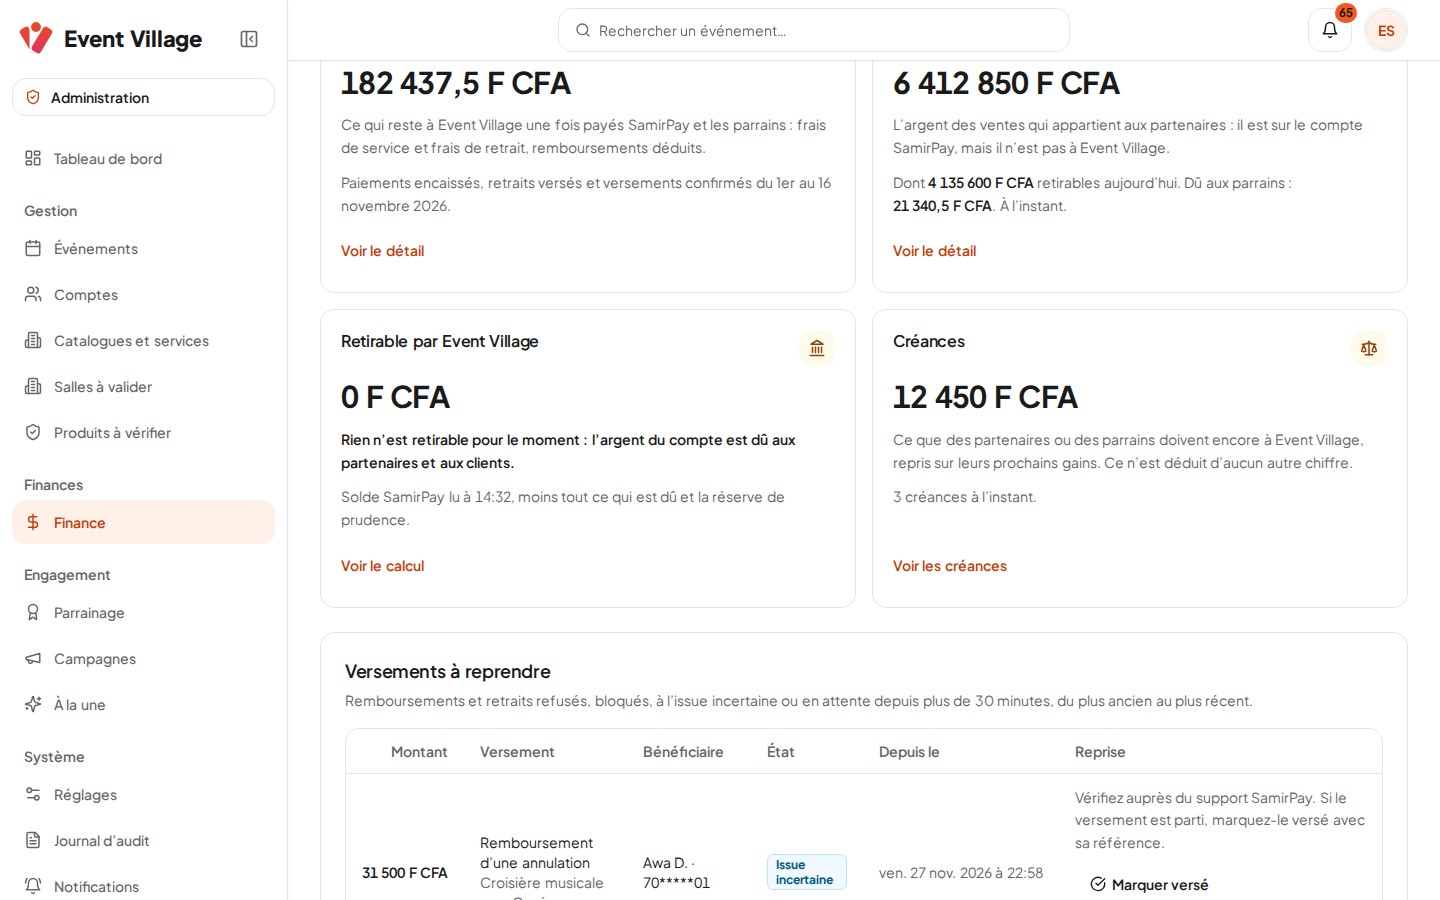 Event Village
Administration
Tableau de bord
Gestion
Événements
Comptes
Catalogues et services
Salles à valider
Produits à vérifier
Finances
Finance
Engagement
Parrainage
Campagnes
À la une
Système
Réglages
Journal d'audit
Notifications
Rechercher un événement…
65
ES
182 437,5 F CFA
Ce qui reste à Event Village une fois payés SamirPay et les parrains : frais
de service et frais de retrait, remboursements déduits.
Paiements encaissés, retraits versés et versements confirmés du 1er au 16
novembre 2026.
Voir le détail
6 412 850 F CFA
L'argent des ventes qui appartient aux partenaires : il est sur le compte
SamirPay, mais il n'est pas à Event Village.
Dont 4 135 600 F CFA retirables aujourd'hui. Dû aux parrains :
21 340,5 F CFA. À l'instant.
Voir le détail
Retirable par Event Village
0 F CFA
Rien n'est retirable pour le moment : l'argent du compte est dû aux
partenaires et aux clients.
Solde SamirPay lu à 14:32, moins tout ce qui est dû et la réserve de
prudence.
Voir le calcul
Créances
12 450 F CFA
Ce que des partenaires ou des parrains doivent encore à Event Village,
repris sur leurs prochains gains. Ce n'est déduit d'aucun autre chiffre.
3 créances à l'instant.
Voir les créances
Versements à reprendre
Remboursements et retraits refusés, bloqués, à l'issue incertaine ou en attente depuis plus de 30 minutes, du plus ancien au plus récent.
Montant Versement Bénéficiaire État Depuis le Reprise
31 500 F CFA
Remboursement
d'une annulation
Croisière musicale
Awa D. ·
70*****01
Issue
incertaine
ven. 27 nov. 2026 à 22:58
Vérifiez auprès du support SamirPay. Si le
versement est parti, marquez-le versé avec
sa référence.
Marquer versé